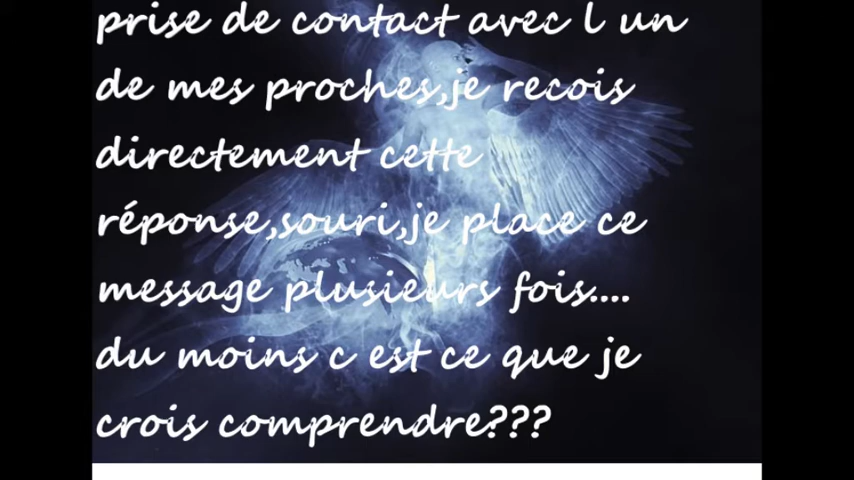 prise de contact avec l un
de mes proches,je recois
directement cette
réponse,souri,je place ce
message plusieurs fois....
du moins c est ce que je
crois comprendre???